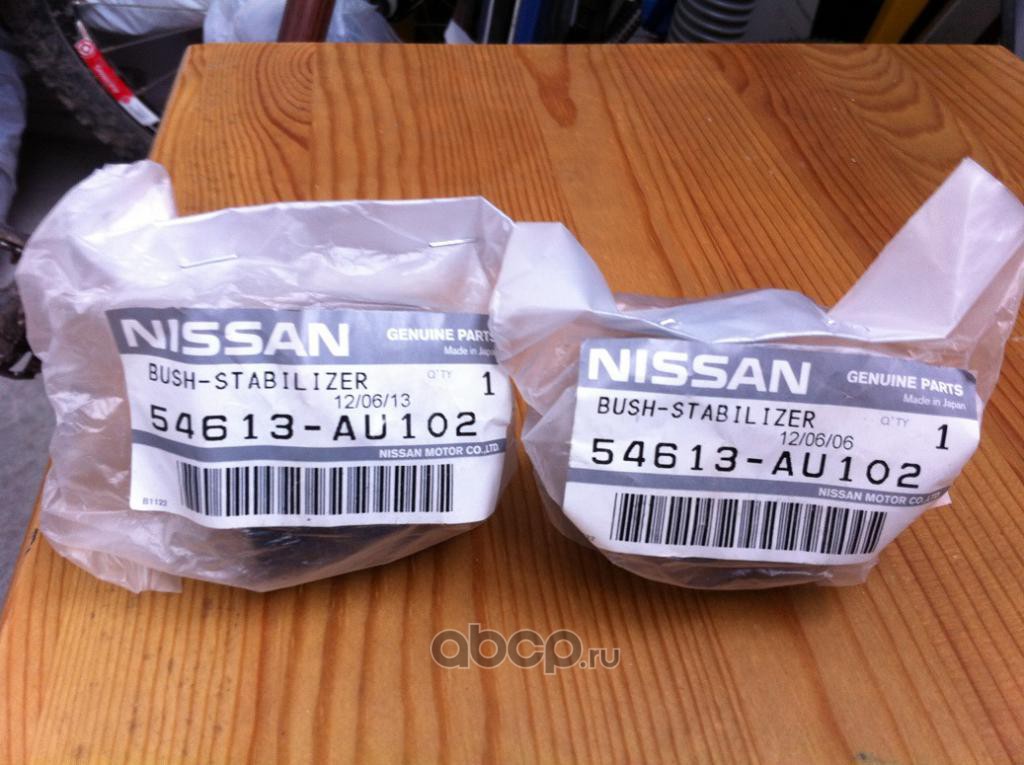 NISSAN
GENUINE PARTS
Made in Japan
BUSH-STABILIZER
Q'TY
1
12/06/13
54613-AU102
NISSAN MOTOR CO.,LTD.
B1122
NISSAN
GENUINE PARTS
Made in Japan
BUSH-STABILIZER
Q'TY
1
12/06/06
54613-AU102
NISSAN MOTOR CO.,LTD
abcp.ru